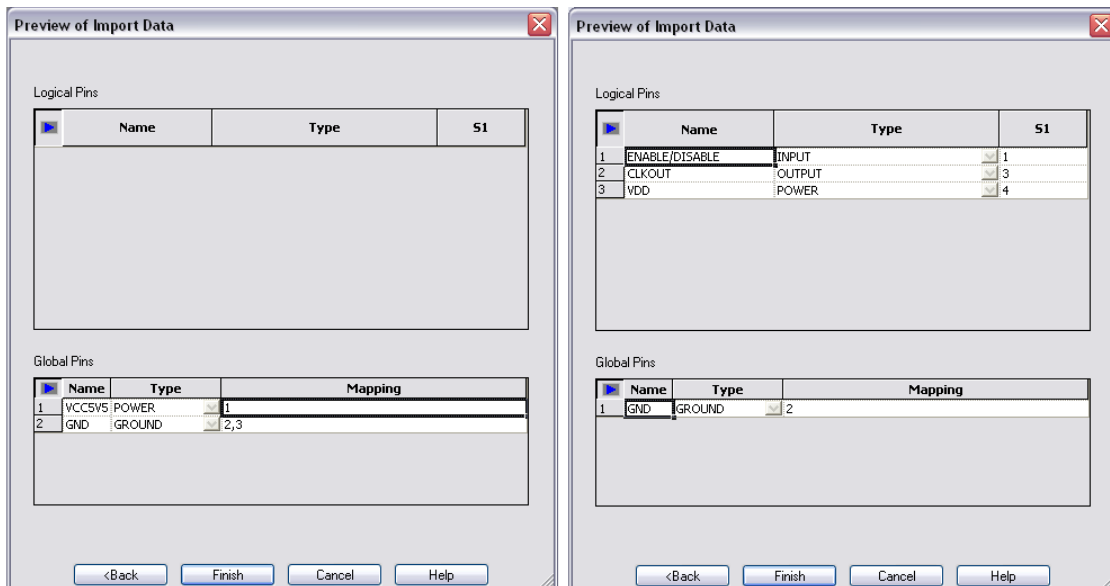 Preview of Import Data
Logical Pins
Name Type S1
Global Pins
Name Type Mapping
1 VCC5V5 POWER 1
2 GND GROUND 2,3
<Back Finish Cancel Help
Preview of Import Data
Logical Pins
Name Type S1
1 ENABLE/DISABLE INPUT 1
2 CLKOUT OUTPUT 3
3 VDD POWER 4
Global Pins
Name Type Mapping
1 GND GROUND 2
<Back Finish Cancel Help